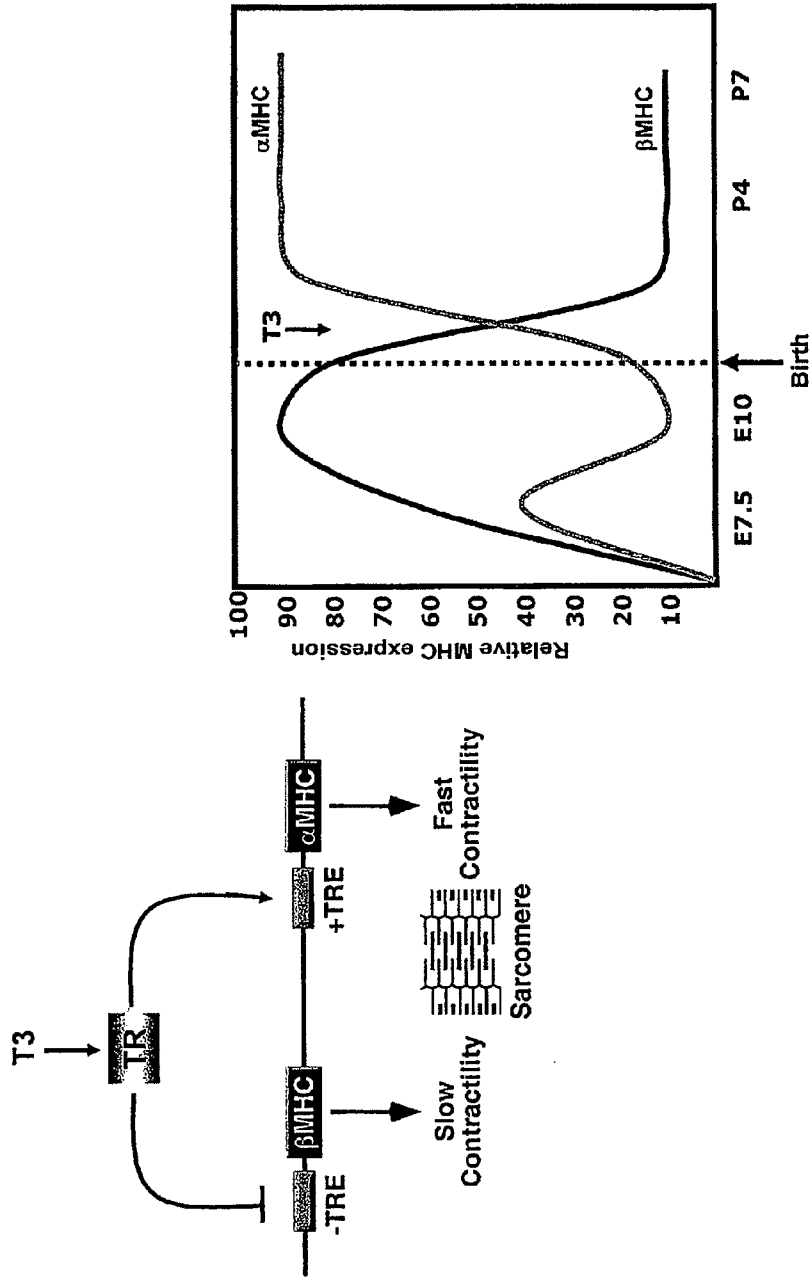 T3
TR
-TRE
βMHC
+TRE
αMHC
Slow
Contractility
Sarcomere
Fast
Contractility
Relative MHC expression
100
90
80
70
60
50
40
30
20
10
T3
αMHC
βMHC
E7.5 E10 P4 P7
Birth